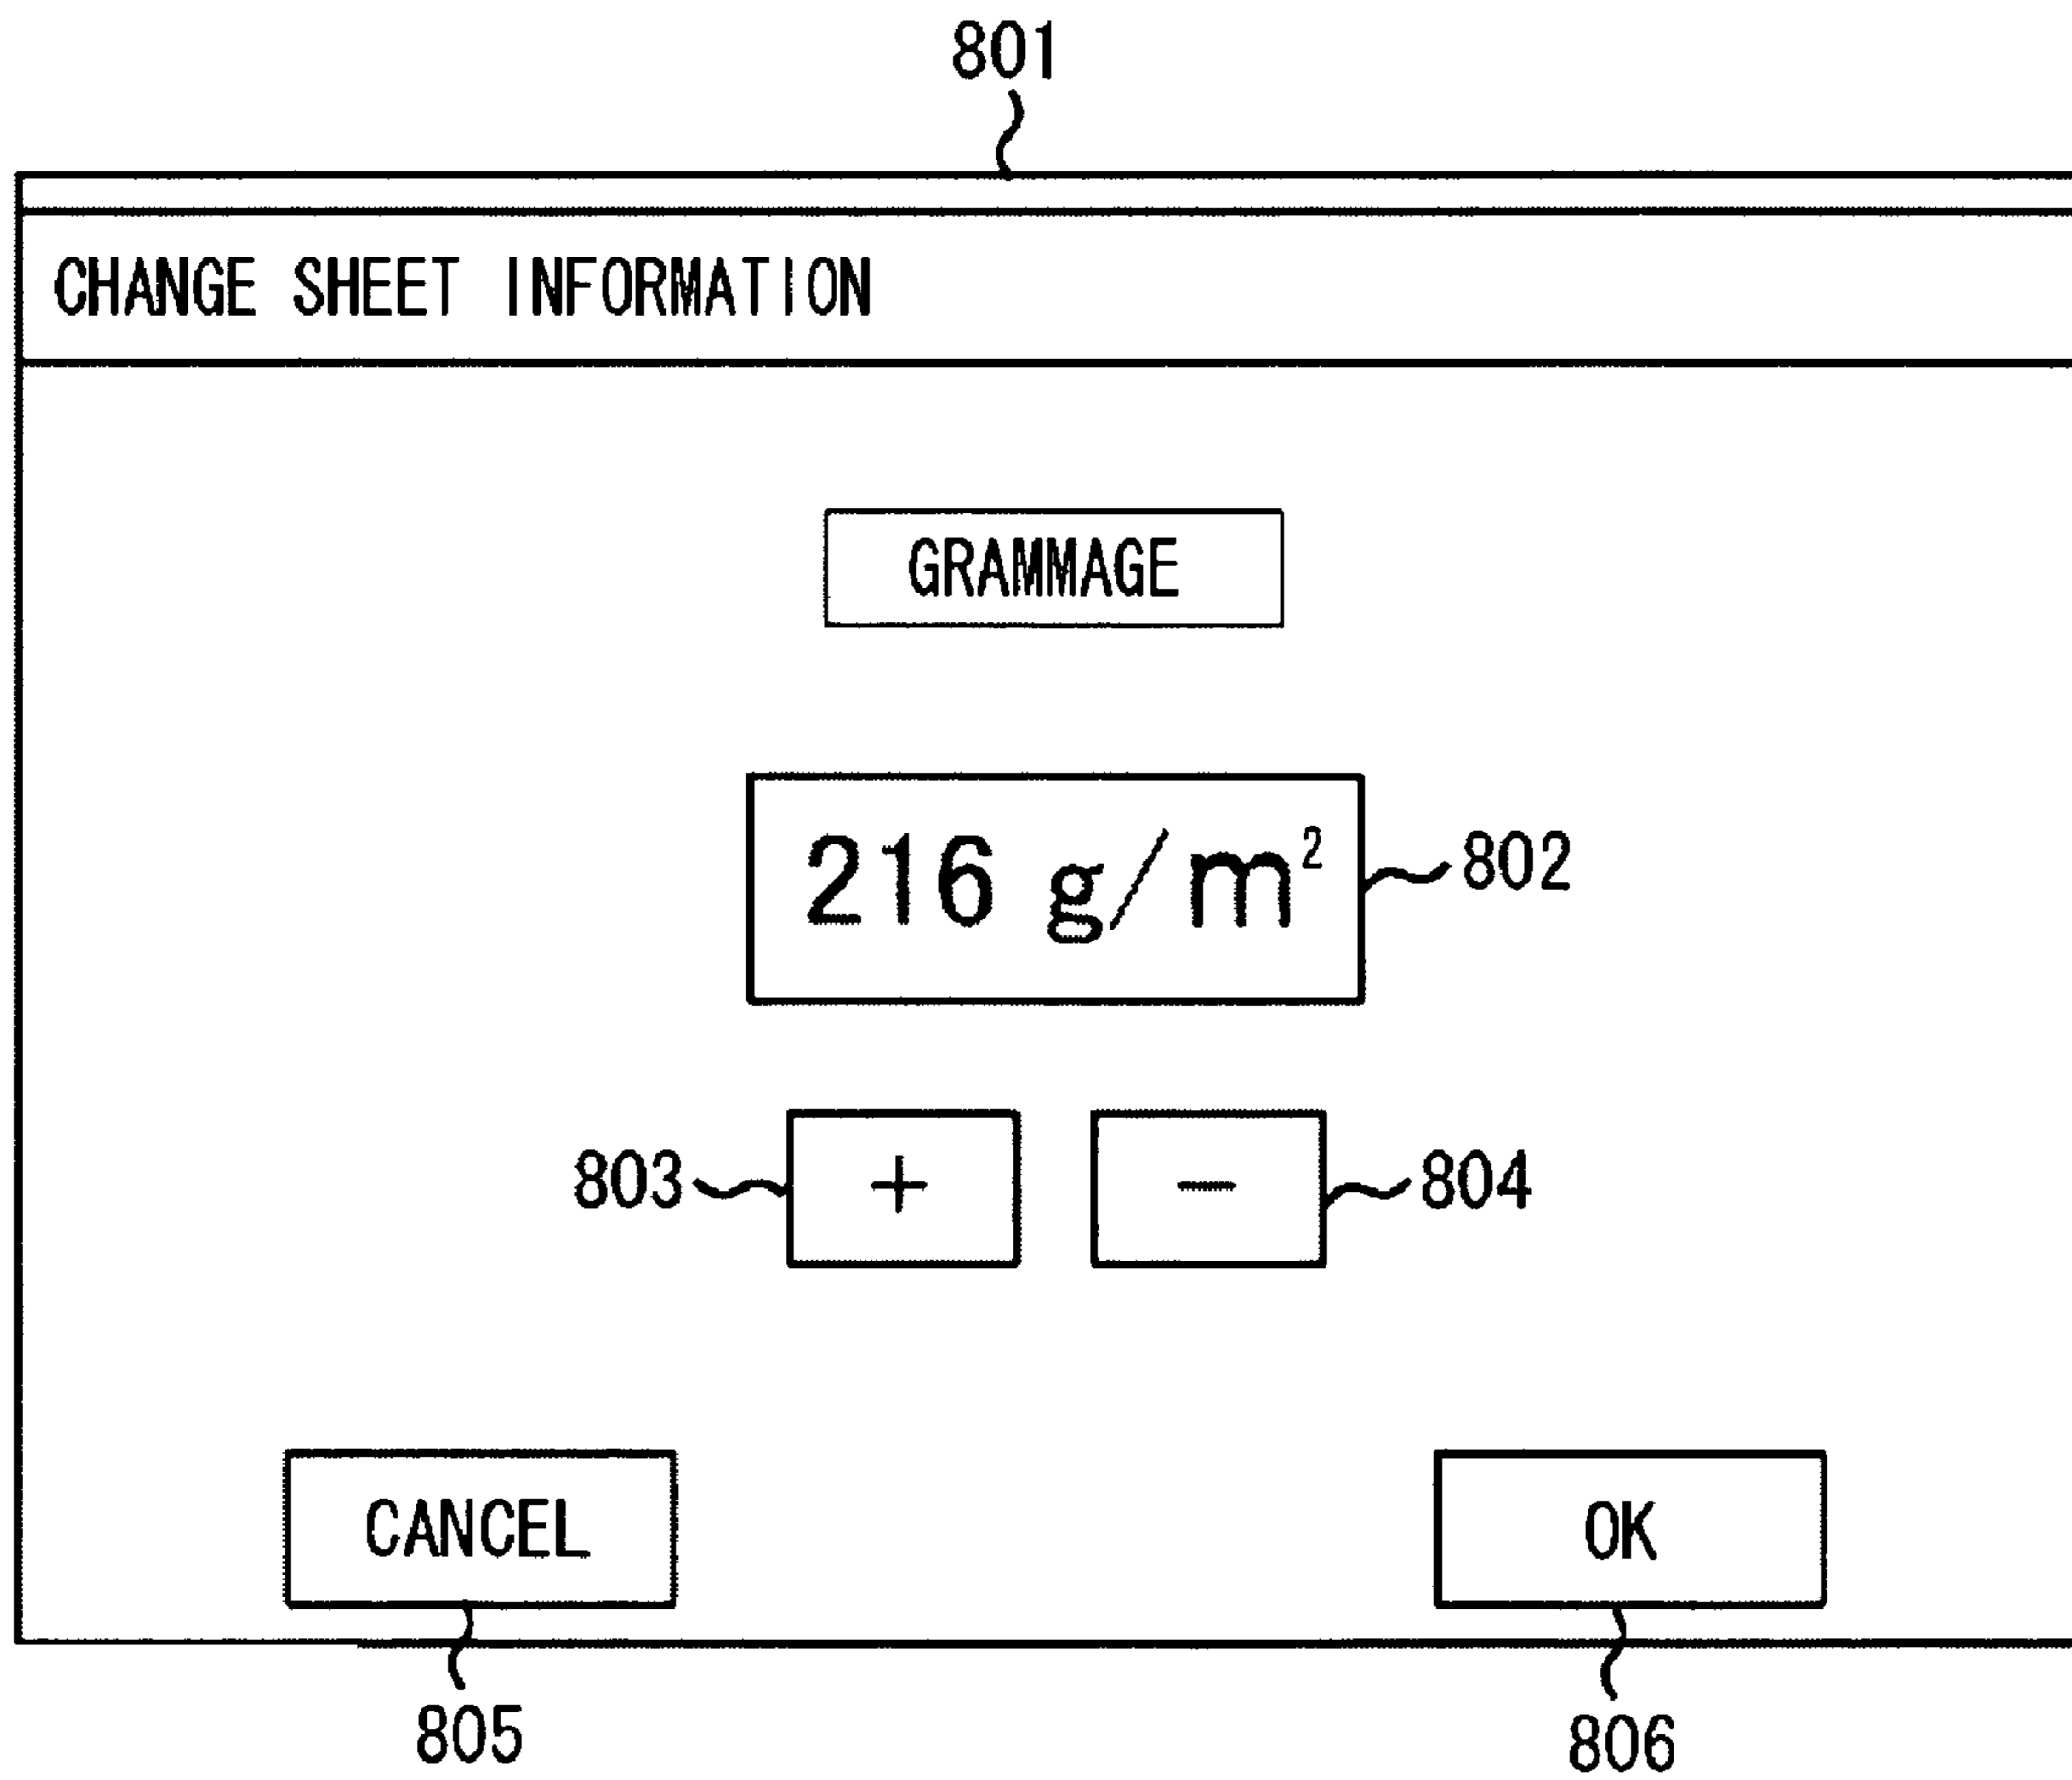 801
CHANGE SHEET INFORMATION
GRAMMAGE
216 g/m²
802
803 + - 804
CANCEL OK
805 806